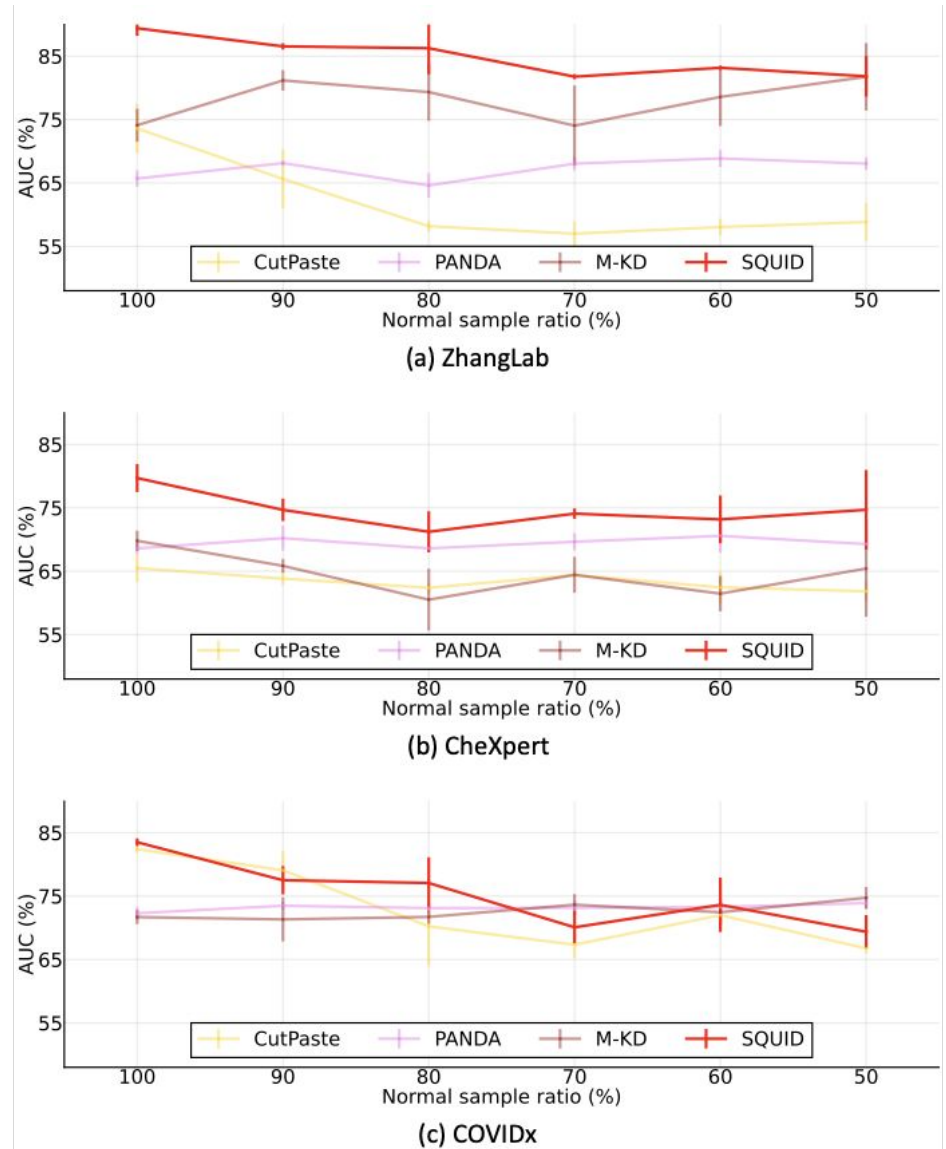 85
75
65
55
AUC (%)
CutPaste PANDA M-KD SQUID
100 90 80 70 60 50
Normal sample ratio (%)
(a) ZhangLab
85
75
65
55
AUC (%)
CutPaste PANDA M-KD SQUID
100 90 80 70 60 50
Normal sample ratio (%)
(b) CheXpert
85
75
65
55
AUC (%)
CutPaste PANDA M-KD SQUID
100 90 80 70 60 50
Normal sample ratio (%)
(c) COVIDx